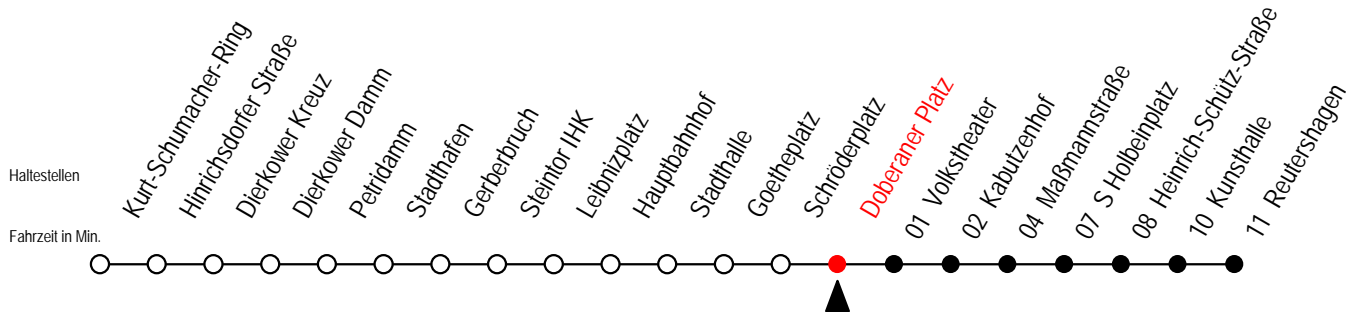 Haltestellen
Kurt-Schumacher-Ring
Hinrichsdorfer Straße
Dierkower Kreuz
Dierkower Damm
Petridamm
Stadthafen
Gerberbruch
Steintor IHK
Leibnizplatz
Hauptbahnhof
Stadthalle
Goetheplatz
Schröderplatz
Doberaner Platz
01 Volkstheater
02 Kabutzenhof
04 Maßmannstraße
07 S Holbeinplatz
08 Heinrich-Schütz-Straße
10 Kunsthalle
11 Reutershagen
Fahrzeit in Min.